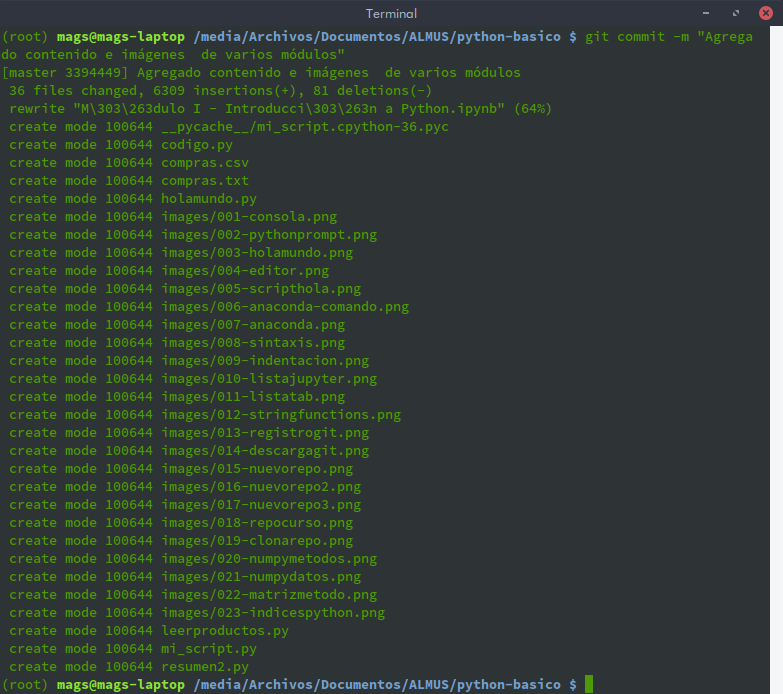 Terminal
(root) mags@mags-laptop /media/Archivos/Documentos/ALMUS/python-basico $ git commit -m "Agrega
do contenido e imágenes  de varios módulos"
[master 3394449] Agregado contenido e imágenes  de varios módulos
 36 files changed, 6309 insertions(+), 81 deletions(-)
 rewrite "M\303\263dulo I - Introducci\303\263n a Python.ipynb" (64%)
 create mode 100644 __pycache__/mi_script.cpython-36.pyc
 create mode 100644 codigo.py
 create mode 100644 compras.csv
 create mode 100644 compras.txt
 create mode 100644 holamundo.py
 create mode 100644 images/001-consola.png
 create mode 100644 images/002-pythonprompt.png
 create mode 100644 images/003-holamundo.png
 create mode 100644 images/004-editor.png
 create mode 100644 images/005-scripthola.png
 create mode 100644 images/006-anaconda-comando.png
 create mode 100644 images/007-anaconda.png
 create mode 100644 images/008-sintaxis.png
 create mode 100644 images/009-indentacion.png
 create mode 100644 images/010-listajupyter.png
 create mode 100644 images/011-listatab.png
 create mode 100644 images/012-stringfunctions.png
 create mode 100644 images/013-registrogit.png
 create mode 100644 images/014-descargagit.png
 create mode 100644 images/015-nuevorepo.png
 create mode 100644 images/016-nuevorepo2.png
 create mode 100644 images/017-nuevorepo3.png
 create mode 100644 images/018-repocurso.png
 create mode 100644 images/019-clonarepo.png
 create mode 100644 images/020-numpymetodos.png
 create mode 100644 images/021-numpydatos.png
 create mode 100644 images/022-matrizmetodo.png
 create mode 100644 images/023-indicespython.png
 create mode 100644 leerproductos.py
 create mode 100644 mi_script.py
 create mode 100644 resumen2.py
(root) mags@mags-laptop /media/Archivos/Documentos/ALMUS/python-basico $